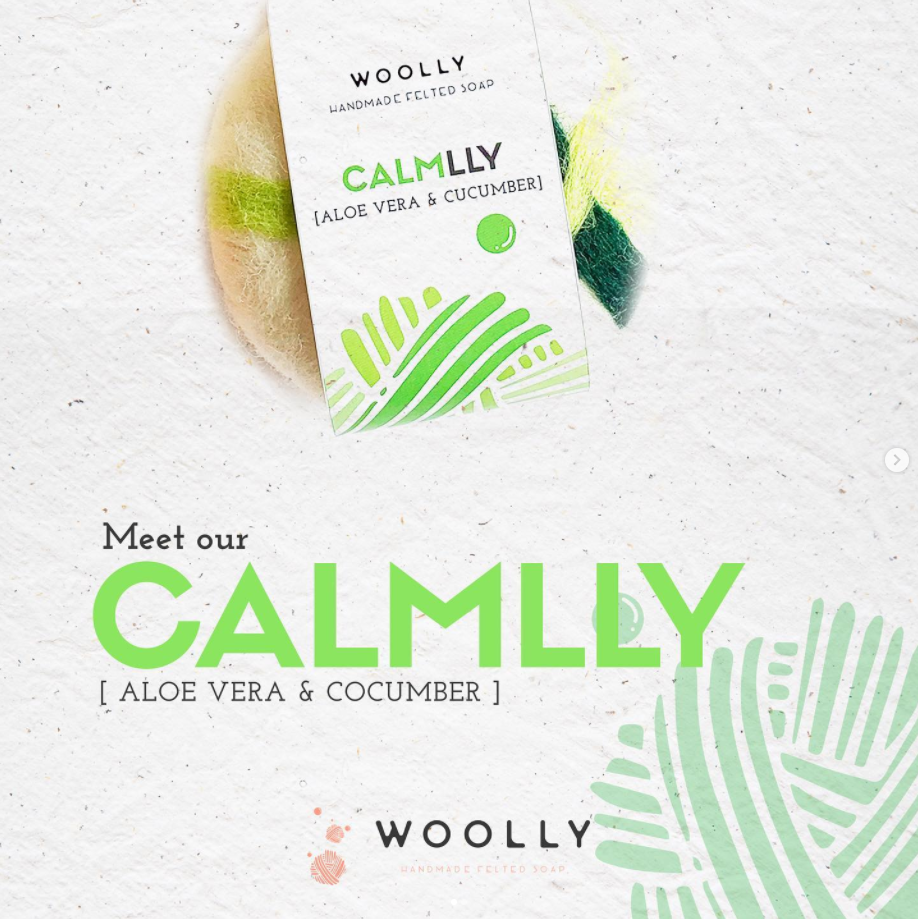 WOOLLY
HANDMADE FELTED SOAP
CALMLLY
[ALOE VERA & CUCUMBER]
Meet our
CALMLLY
[ ALOE VERA & COCUMBER ]
WOOLLY
HANDMADE FELTED SOAP